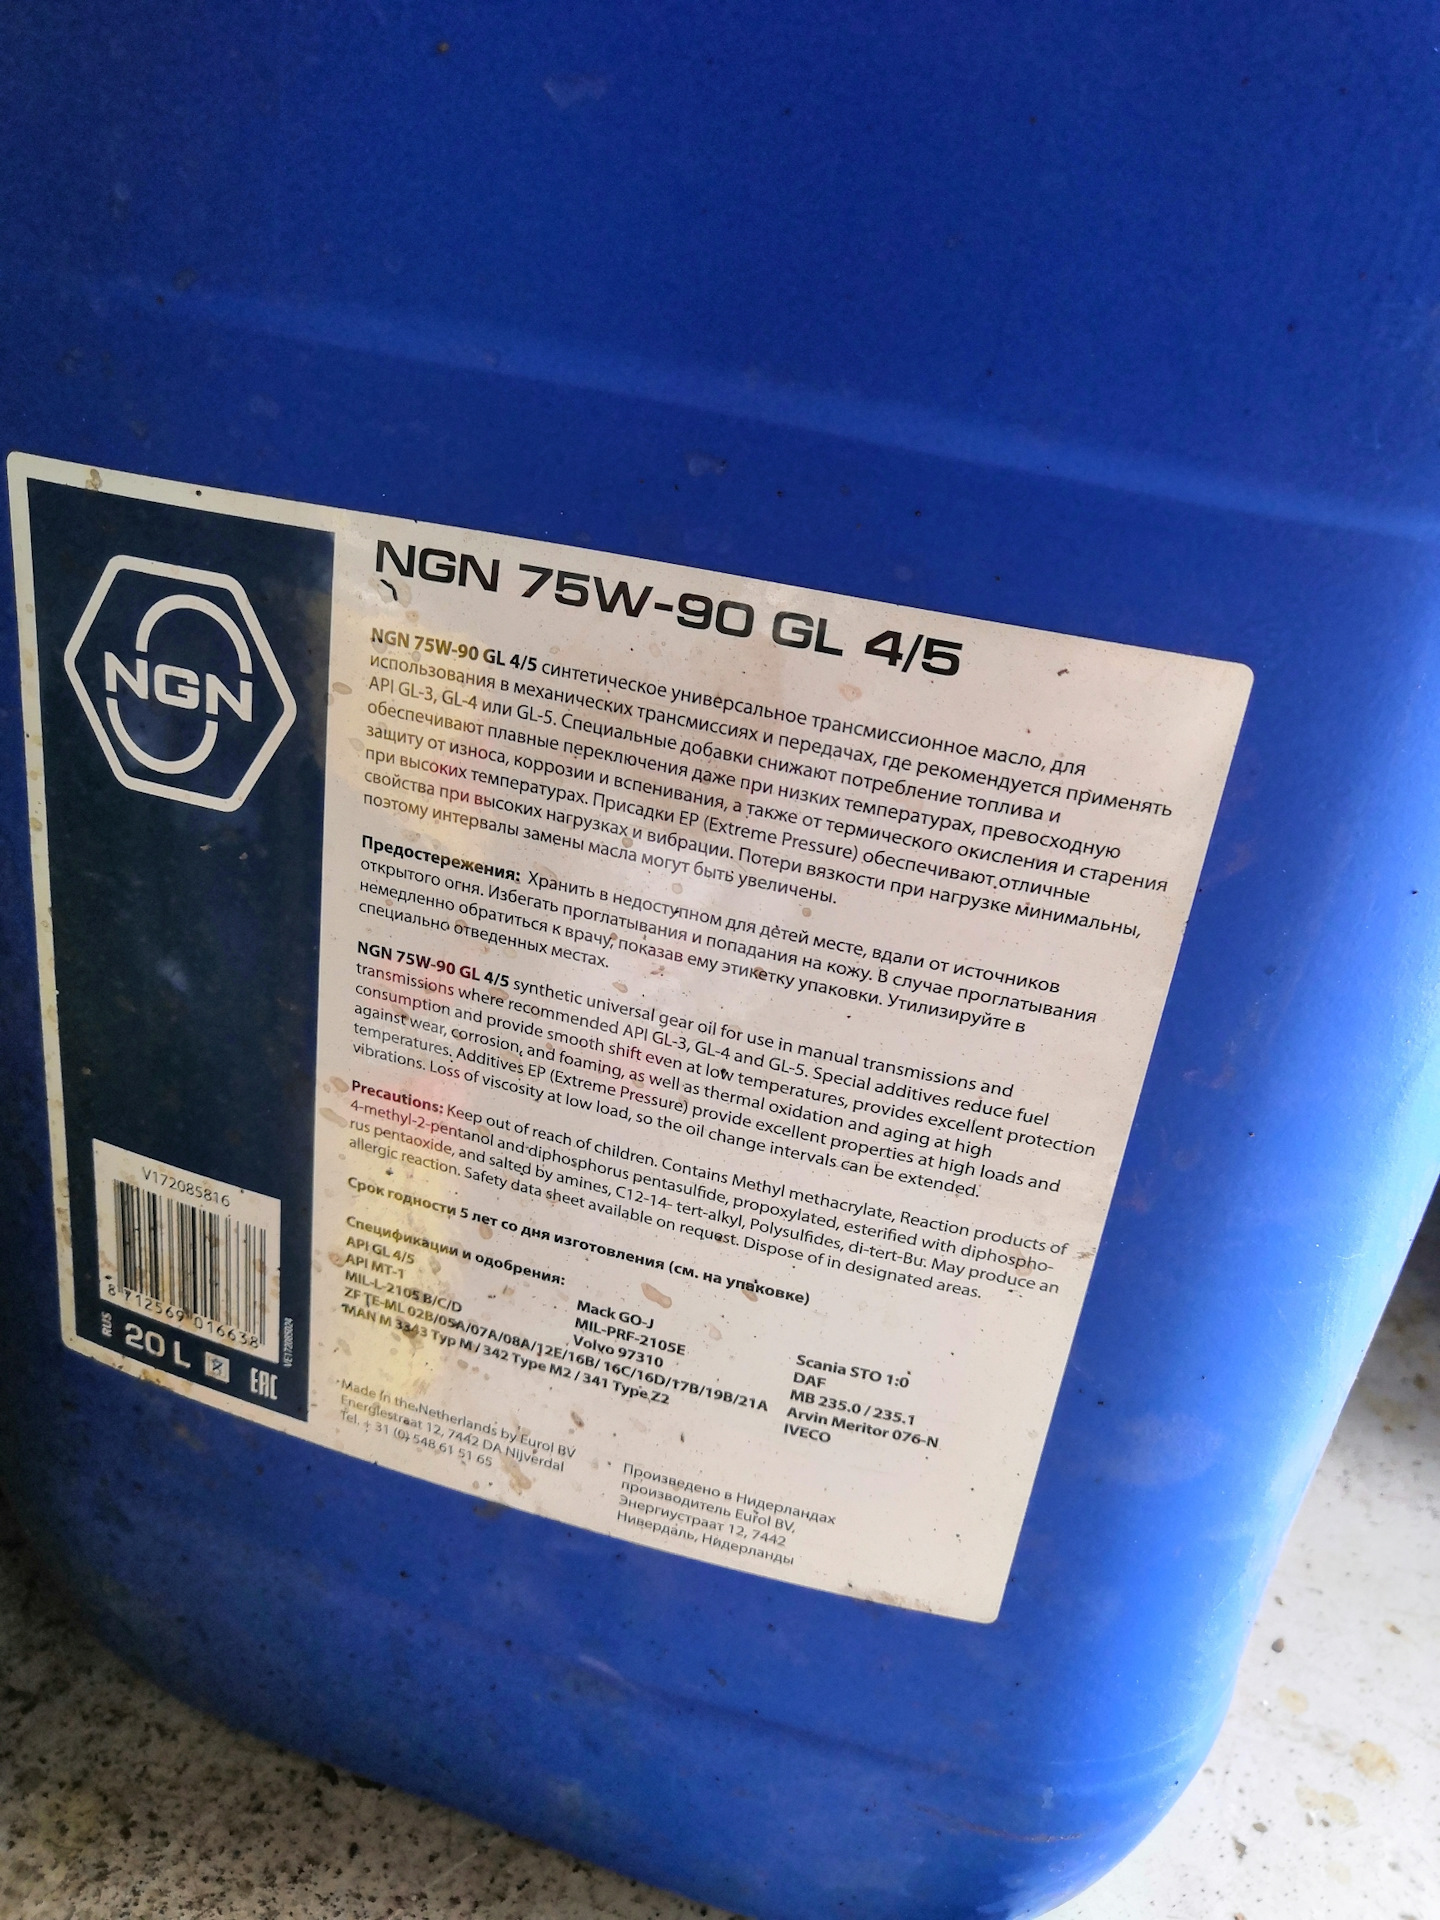 NGN
NGN 75W-90 GL 4/5
NGN 75W-90 GL 4/5 синтетическое универсальное трансмиссионное масло, для
использования в механических трансмиссиях и передачах, где рекомендуется применять
API GL-3, GL-4 или GL-5. Специальные добавки снижают потребление топлива и
обеспечивают плавные переключения даже при низких температурах, превосходную
защиту от износа, коррозии и вспенивания, а также от термического окисления и старения
при высоких температурах. Присадки EP (Extreme Pressure) обеспечивают отличные
свойства при высоких нагрузках и вибрации. Потери вязкости при нагрузке минимальны,
поэтому интервалы замены масла могут быть увеличены.
Предостережения: Хранить в недоступном для детей месте, вдали от источников
открытого огня. Избегать проглатывания и попадания на кожу. В случае проглатывания
немедленно обратиться к врачу, показав ему этикетку упаковки. Утилизируйте в
специально отведенных местах.
NGN 75W-90 GL 4/5 synthetic universal gear oil for use in manual transmissions and
transmissions where recommended API GL-3, GL-4 and GL-5. Special additives reduce fuel
consumption and provide smooth shift even at low temperatures, provides excellent protection
against wear, corrosion, and foaming, as well as thermal oxidation and aging at high
temperatures. Additives EP (Extreme Pressure) provide excellent properties at high loads and
vibrations. Loss of viscosity at low load, so the oil change intervals can be extended.
Precautions: Keep out of reach of children. Contains Methyl methacrylate, Reaction products of
4-methyl-2-pentanol and diphosphorus pentasulfide, propoxylated, esterified with diphospho-
rus pentaoxide, and salted by amines, C12-14- tert-alkyl, Polysulfides, di-tert-Bu. May produce an
allergic reaction. Safety data sheet available on request. Dispose of in designated areas.
Срок годности 5 лет со дня изготовления (см. на упаковке)
Спецификации и одобрения:
API GL 4/5
API MT-1
MIL-L-2105 B/C/D
ZF TE-ML 02B/05A/07A/08A/12E/16B/ 16C/16D/17B/19B/21A
MAN M 3343 Typ M / 342 Type M2 / 341 Type Z2
Mack GO-J
MIL-PRF-2105E
Volvo 97310
Scania STO 1:0
DAF
MB 235.0 / 235.1
Arvin Meritor 076-N
IVECO
Made in the Netherlands by Eurol BV
Energiestraat 12, 7442 DA Nijverdal
Tel. + 31 (0) 548 61 51 65
Произведено в Нидерландах
производитель Eurol BV,
Энергиустраат 12, 7442
Нивердаль, Нидерланды
V172085816
8 712569 016638
RUS
20 L
EAC